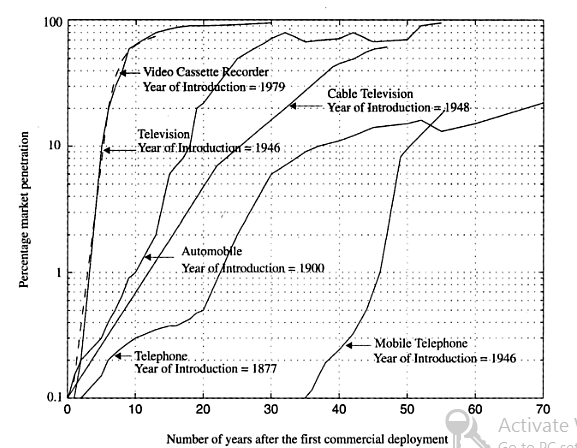 100
Video Cassette Recorder
Year of Introduction = 1979
Cable Television
Year of Introduction = 1948
Television
Year of Introduction = 1946
10
Percentage market penetration
Automobile
Year of Introduction = 1900
1
Mobile Telephone
Year of Introduction = 1946
Telephone
Year of Introduction = 1877
0.1
0 10 20 30 40 50 60 70
Number of years after the first commercial deployment
Activate